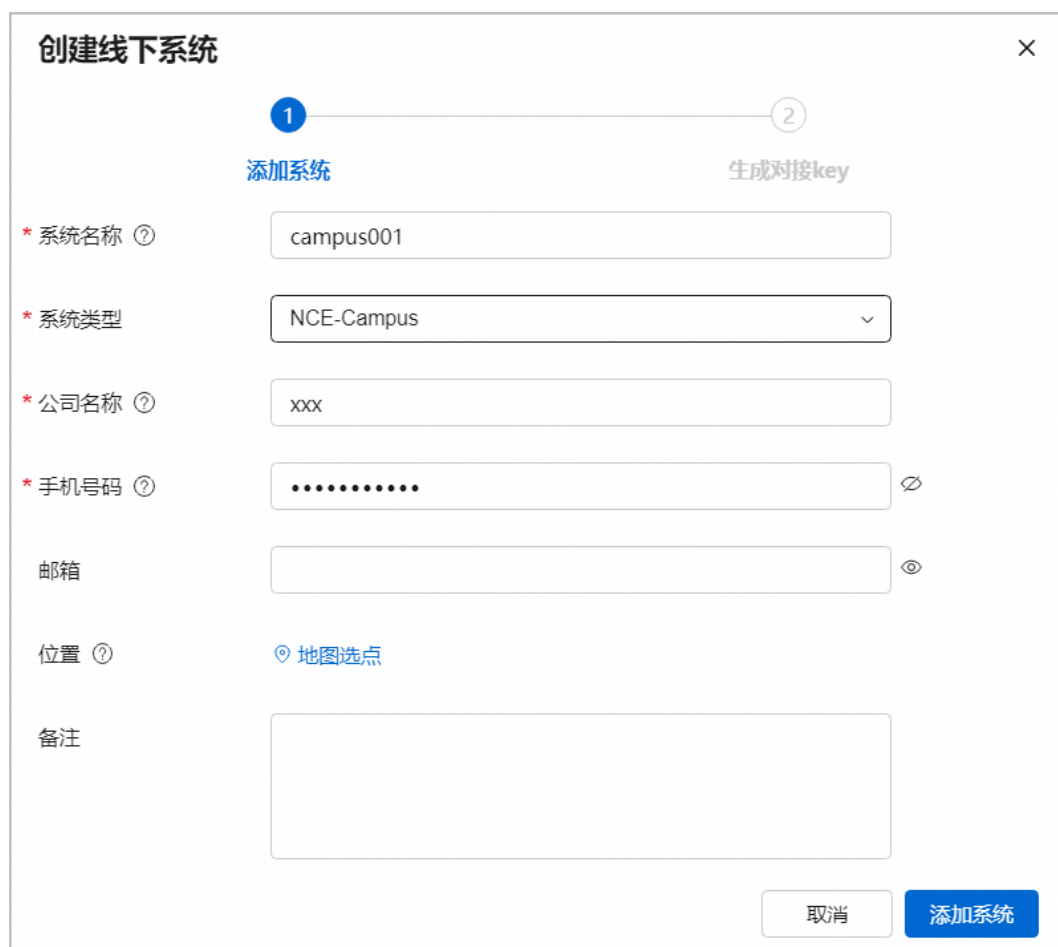 创建线下系统
1 2
添加系统 生成对接key
* 系统名称 campus001
* 系统类型 NCE-Campus
* 公司名称 xxx
* 手机号码 •••••••••••
邮箱
位置 地图选点
备注
取消 添加系统